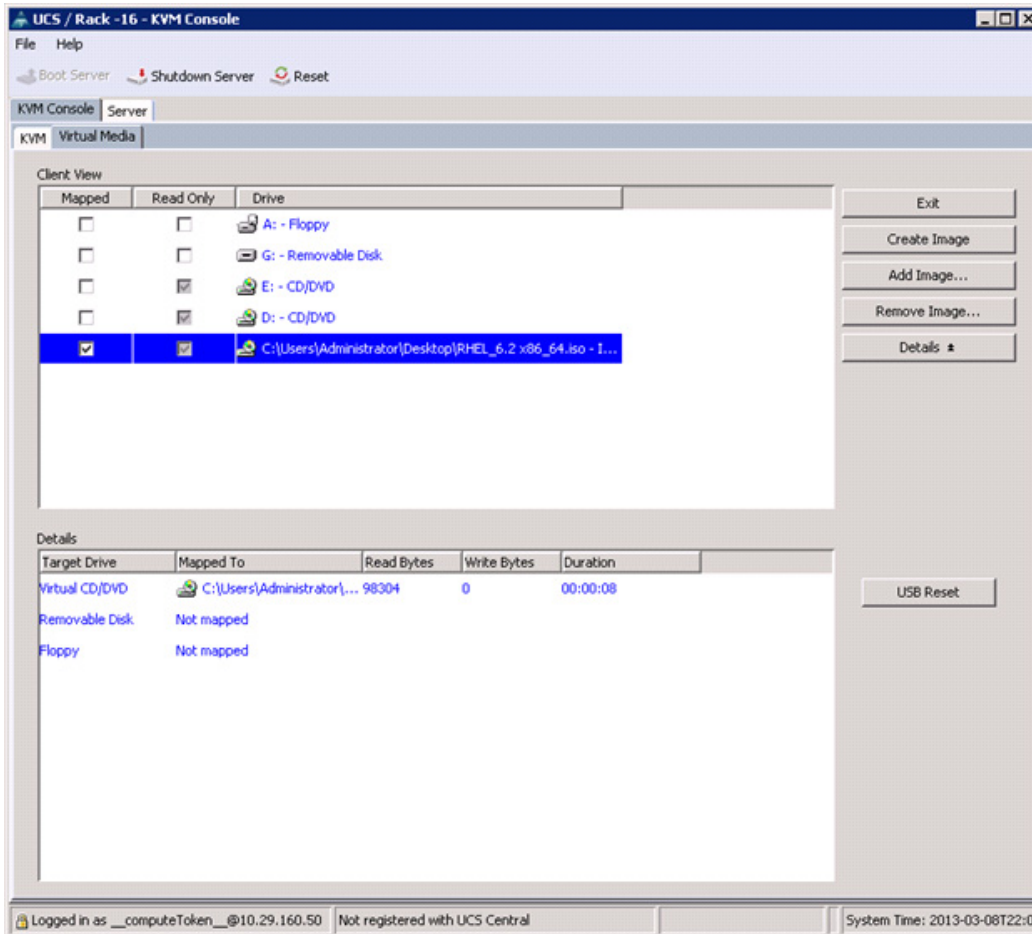 UCS / Rack -16 - KVM Console
File Help
Boot Server Shutdown Server Reset
KVM Console Server
KVM Virtual Media
Client View
Mapped Read Only Drive
A: - Floppy
G: - Removable Disk
E: - CD/DVD
D: - CD/DVD
C:\Users\Administrator\Desktop\RHEL_6.2 x86_64.iso - I...
Exit
Create Image
Add Image...
Remove Image...
Details
Details
Target Drive Mapped To Read Bytes Write Bytes Duration
Virtual CD/DVD C:\Users\Administrator\... 98304 0 00:00:08
Removable Disk Not mapped
Floppy Not mapped
USB Reset
Logged in as __computeToken__@10.29.160.50 Not registered with UCS Central System Time: 2013-03-08T22:0